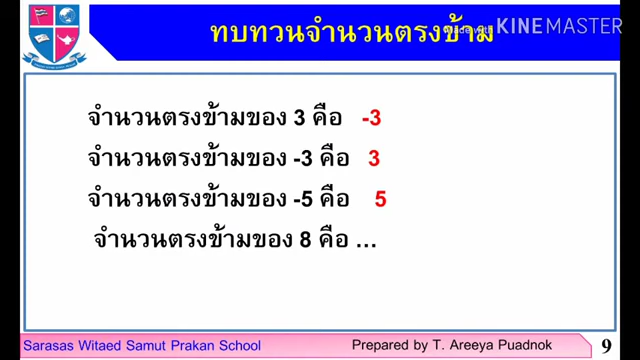 ทบทวนจำนวนตรงข้าม
Made with KINEMASTER
จำนวนตรงข้ามของ 3 คือ -3
จำนวนตรงข้ามของ -3 คือ 3
จำนวนตรงข้ามของ -5 คือ 5
จำนวนตรงข้ามของ 8 คือ ...
Sarasas Witaed Samut Prakan School Prepared by T. Areeya Puadnok 9